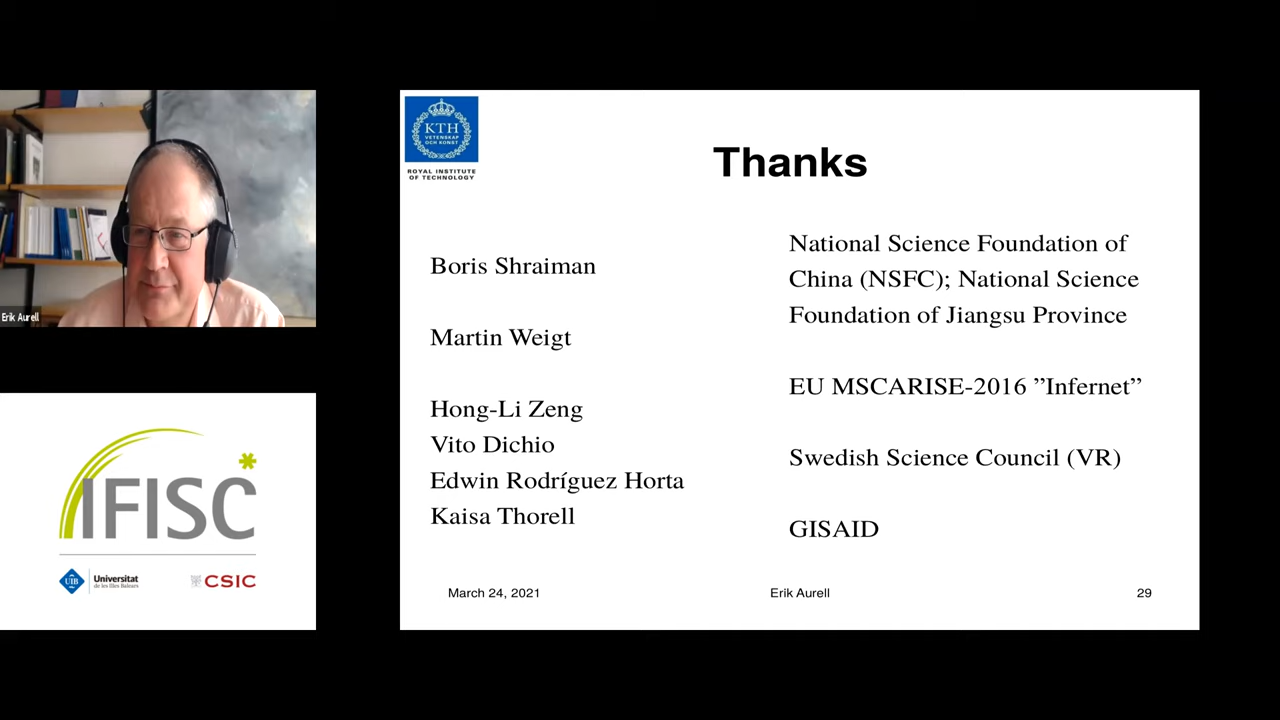 KTH
VETENSKAP
OCH KONST
ROYAL INSTITUTE
OF TECHNOLOGY
Thanks
Boris Shraiman
Martin Weigt
Hong-Li Zeng
Vito Dichio
Edwin Rodríguez Horta
Kaisa Thorell
National Science Foundation of
China (NSFC); National Science
Foundation of Jiangsu Province
EU MSCARISE-2016 ”Infernet”
Swedish Science Council (VR)
GISAID
March 24, 2021
Erik Aurell
29
Erik Aurell
IFISC
UIB
Universitat
de les Illes Balears
CSIC